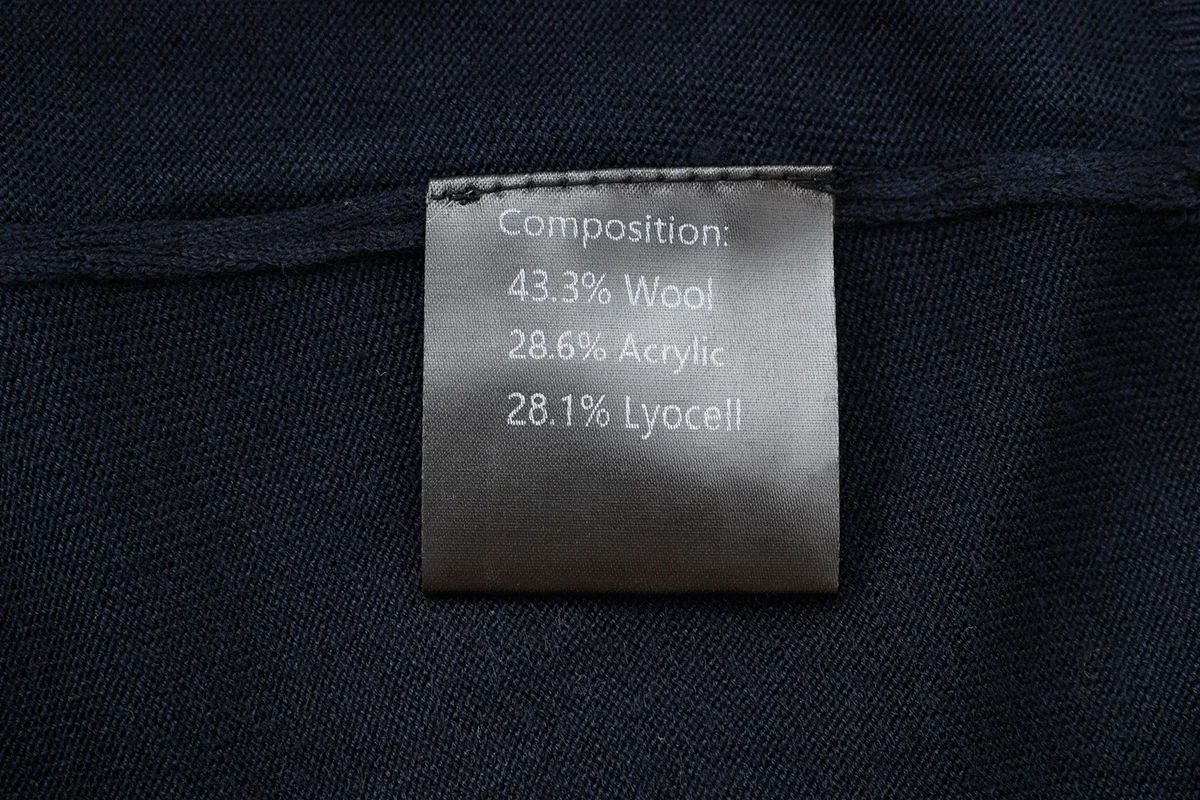 Composition:
43.3% Wool
28.6% Acrylic
28.1% Lyocell